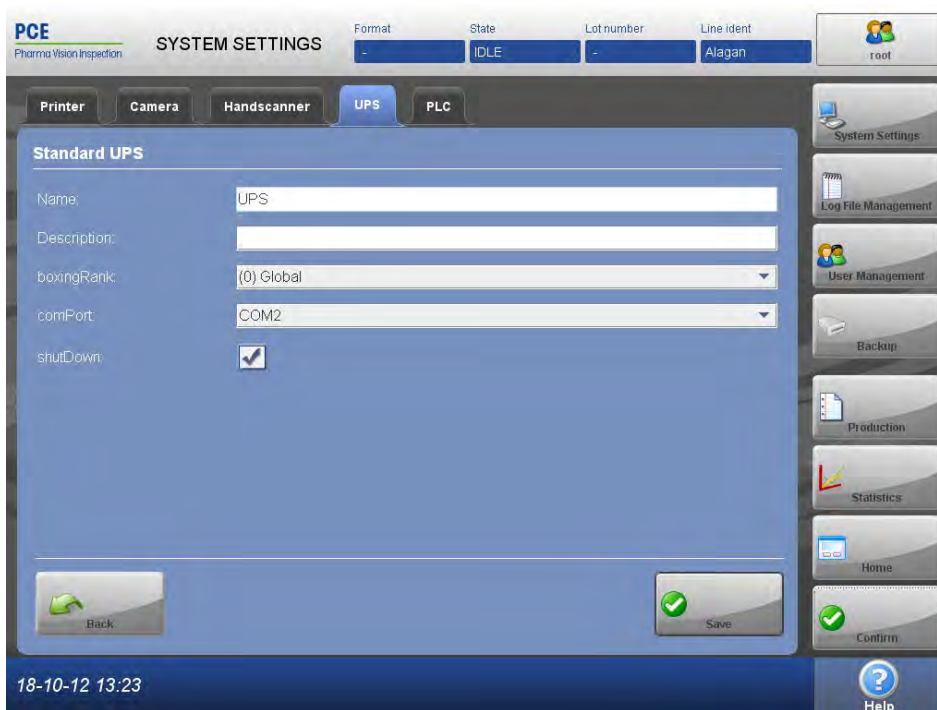 PCE
Pharma Vision Inspection
SYSTEM SETTINGS
Format
-
State
IDLE
Lot number
-
Line ident
Alagan
root
Printer
Camera
Handscanner
UPS
PLC
System Settings
Log File Management
User Management
Backup
Production
Statistics
Home
Confirm
Standard UPS
Name: UPS
Description:
boxingRank: (0) Global
comPort: COM2
shutDown:
Back
Save
18-10-12 13:23
Help